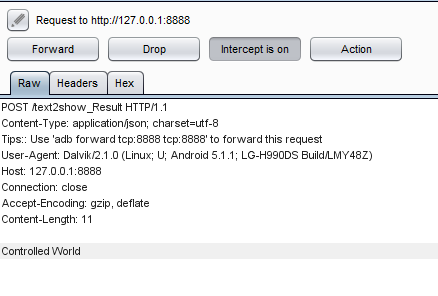 Request to http://127.0.0.1:8888
Forward Drop Intercept is on Action
Raw Headers Hex
POST /text2show_Result HTTP/1.1
Content-Type: application/json; charset=utf-8
Tips:: Use 'adb forward tcp:8888 tcp:8888' to forward this request
User-Agent: Dalvik/2.1.0 (Linux; U; Android 5.1.1; LG-H990DS Build/LMY48Z)
Host: 127.0.0.1:8888
Connection: close
Accept-Encoding: gzip, deflate
Content-Length: 11
Controlled World